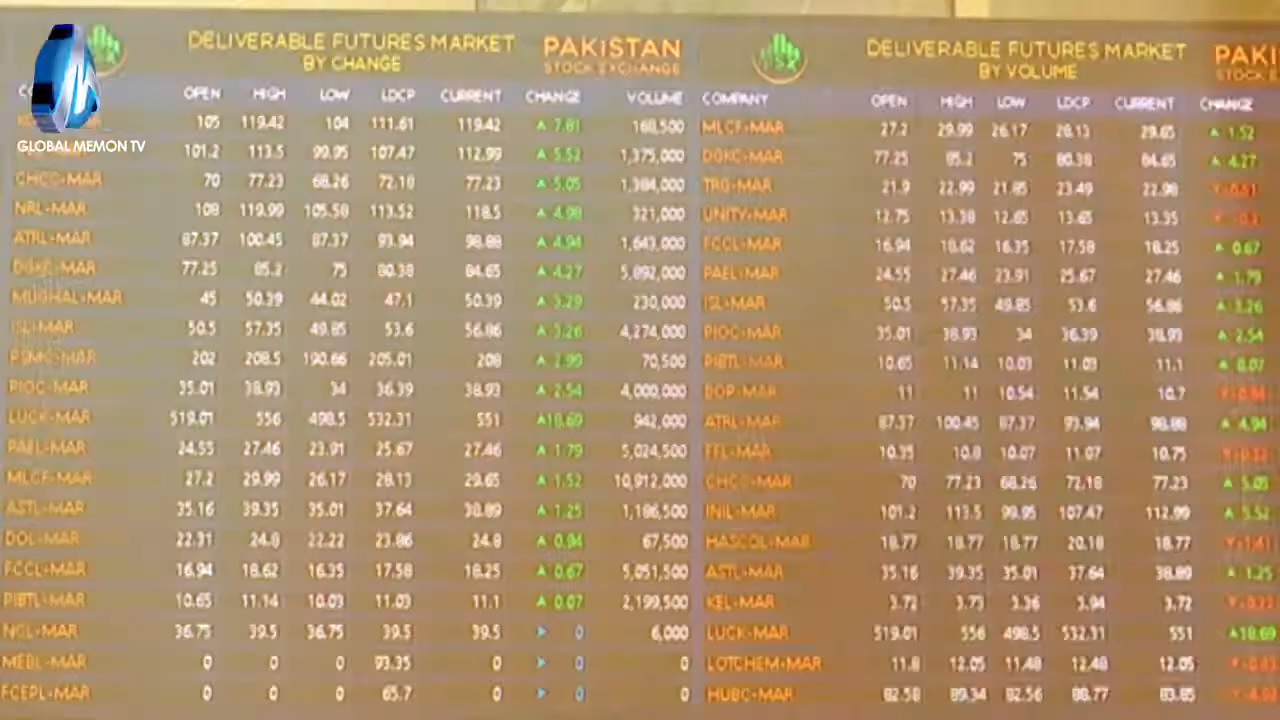 GLOBAL MEMON TV
DELIVERABLE FUTURES MARKET
BY CHANGE
PAKISTAN
STOCK EXCHANGE
OPEN HIGH LOW LDCP CURRENT CHANGE VOLUME
105 119.42 104 111.61 119.42 ▲ 7.81 168,500
101.2 113.5 99.95 107.47 112.99 ▲ 5.52 1,375,000
CHCC-MAR 70 77.23 68.26 72.18 77.23 ▲ 5.05 1,384,000
NRL-MAR 108 119.99 105.58 113.52 118.5 ▲ 4.98 321,000
ATRL-MAR 87.37 100.45 87.37 93.94 98.88 ▲ 4.94 1,643,000
DGKC-MAR 77.25 85.2 75 80.38 84.65 ▲ 4.27 5,892,000
MUGHAL-MAR 45 50.39 44.02 47.1 50.39 ▲ 3.29 230,000
ISL-MAR 50.5 57.35 49.85 53.6 56.86 ▲ 3.26 4,274,000
PSMC-MAR 202 208.5 190.66 205.01 208 ▲ 2.99 70,500
PIOC-MAR 35.01 38.93 34 36.39 38.93 ▲ 2.54 4,000,000
LUCK-MAR 519.01 556 498.5 532.31 551 ▲18.69 942,000
PAEL-MAR 24.55 27.46 23.91 25.67 27.46 ▲ 1.79 5,024,500
MLCF-MAR 27.2 29.99 26.17 28.13 29.65 ▲ 1.52 10,912,000
ASTL-MAR 35.16 39.35 35.01 37.64 38.89 ▲ 1.25 1,186,500
DOL-MAR 22.31 24.8 22.22 23.86 24.8 ▲ 0.94 67,500
FCCL-MAR 16.94 18.62 16.35 17.58 18.25 ▲ 0.67 5,051,500
PIBTL-MAR 10.65 11.14 10.03 11.03 11.1 ▲ 0.07 2,199,500
NCL-MAR 36.75 39.5 36.75 39.5 39.5 ► 0 6,000
MEBL-MAR 0 0 0 93.35 0 ► 0 0
FCEPL-MAR 0 0 0 65.7 0 ► 0 0
DELIVERABLE FUTURES MARKET
BY VOLUME
PAKI
STOCK E
COMPANY OPEN HIGH LOW LDCP CURRENT CHANGE
MLCF-MAR 27.2 29.99 26.17 28.13 29.65 ▲ 1.52
DGKC-MAR 77.25 85.2 75 80.38 84.65 ▲ 4.27
TRG-MAR 21.9 22.99 21.85 23.49 22.98
UNITY-MAR 12.75 13.38 12.65 13.65 13.35
FCCL-MAR 16.94 18.62 16.35 17.58 18.25 ▲ 0.67
PAEL-MAR 24.55 27.46 23.91 25.67 27.46 ▲ 1.79
ISL-MAR 50.5 57.35 49.85 53.6 56.86 ▲ 3.26
PIOC-MAR 35.01 38.93 34 36.39 38.93 ▲ 2.54
PIBTL-MAR 10.65 11.14 10.03 11.03 11.1 ▲ 0.07
BOP-MAR 11 11 10.54 11.54 10.7
ATRL-MAR 87.37 100.45 87.37 93.94 98.88 ▲ 4.94
FFL-MAR 10.35 10.8 10.07 11.07 10.75
CHCC-MAR 70 77.23 68.26 72.18 77.23 ▲ 5.05
INIL-MAR 101.2 113.5 99.95 107.47 112.99 ▲ 5.52
HASCOL-MAR 18.77 18.77 18.77 20.18 18.77
ASTL-MAR 35.16 39.35 35.01 37.64 38.89 ▲ 1.25
KEL-MAR 3.72 3.73 3.36 3.94 3.72
LUCK-MAR 519.01 556 498.5 532.31 551 ▲18.69
LOTCHEM-MAR 11.8 12.05 11.48 12.48 12.05
HUBC-MAR 82.58 89.34 82.56 88.77 83.85